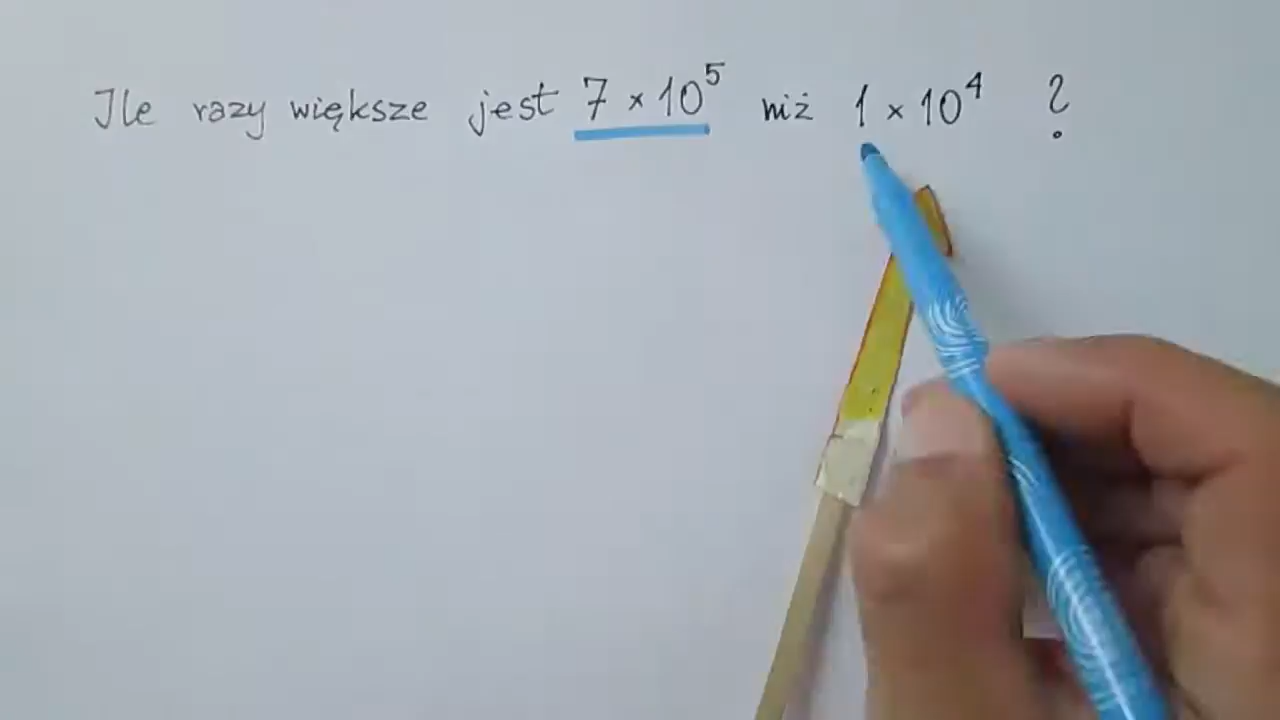 Ile razy większe jest 7 × 10⁵ niż 1 × 10⁴ ?